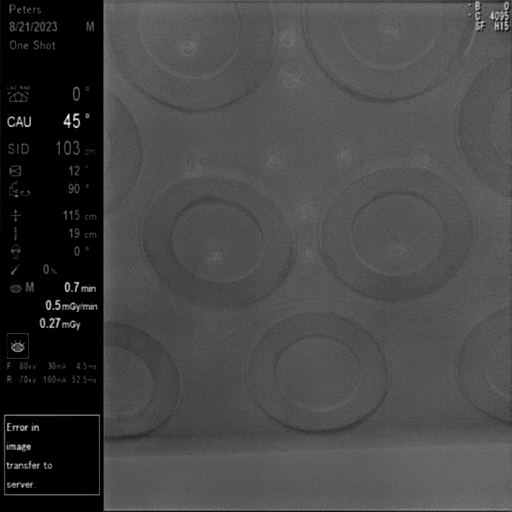 Peters
8/21/2023 M
One Shot
B 0
C 4095
SF H15
LAO RAO 0 °
CAU 45 °
SID 103 cm
12 °
90 °
115 cm
19 cm
0 °
0 %
M 0.7 min
0.5 mGy/min
0.27 mGy
F 80kV 30mA 4.5ms
R 70kV 160mA 52.5ms
Error in
image
transfer to
server.